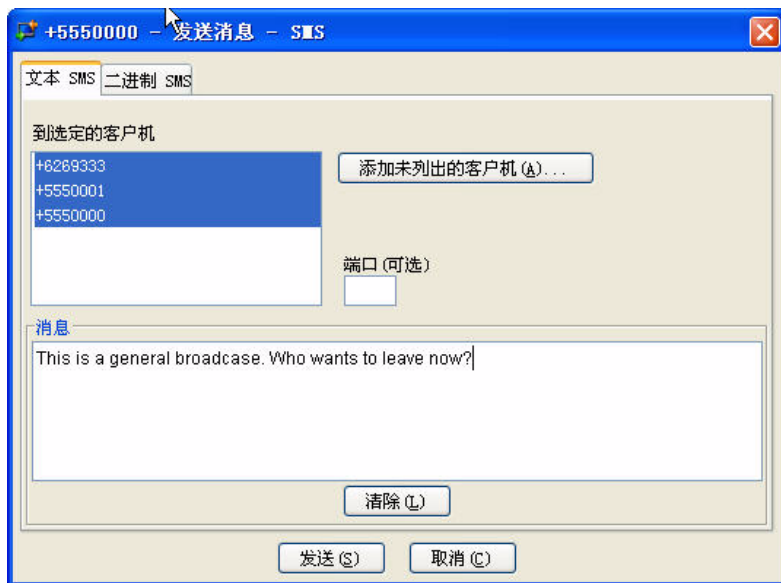 +5550000 - 发送消息 - SMS
文本 SMS 二进制 SMS
到选定的客户机
+6269333
+5550001
+5550000
添加未列出的客户机(A)...
端口(可选)
消息
This is a general broadcase. Who wants to leave now?
清除(L)
发送(S) 取消(C)